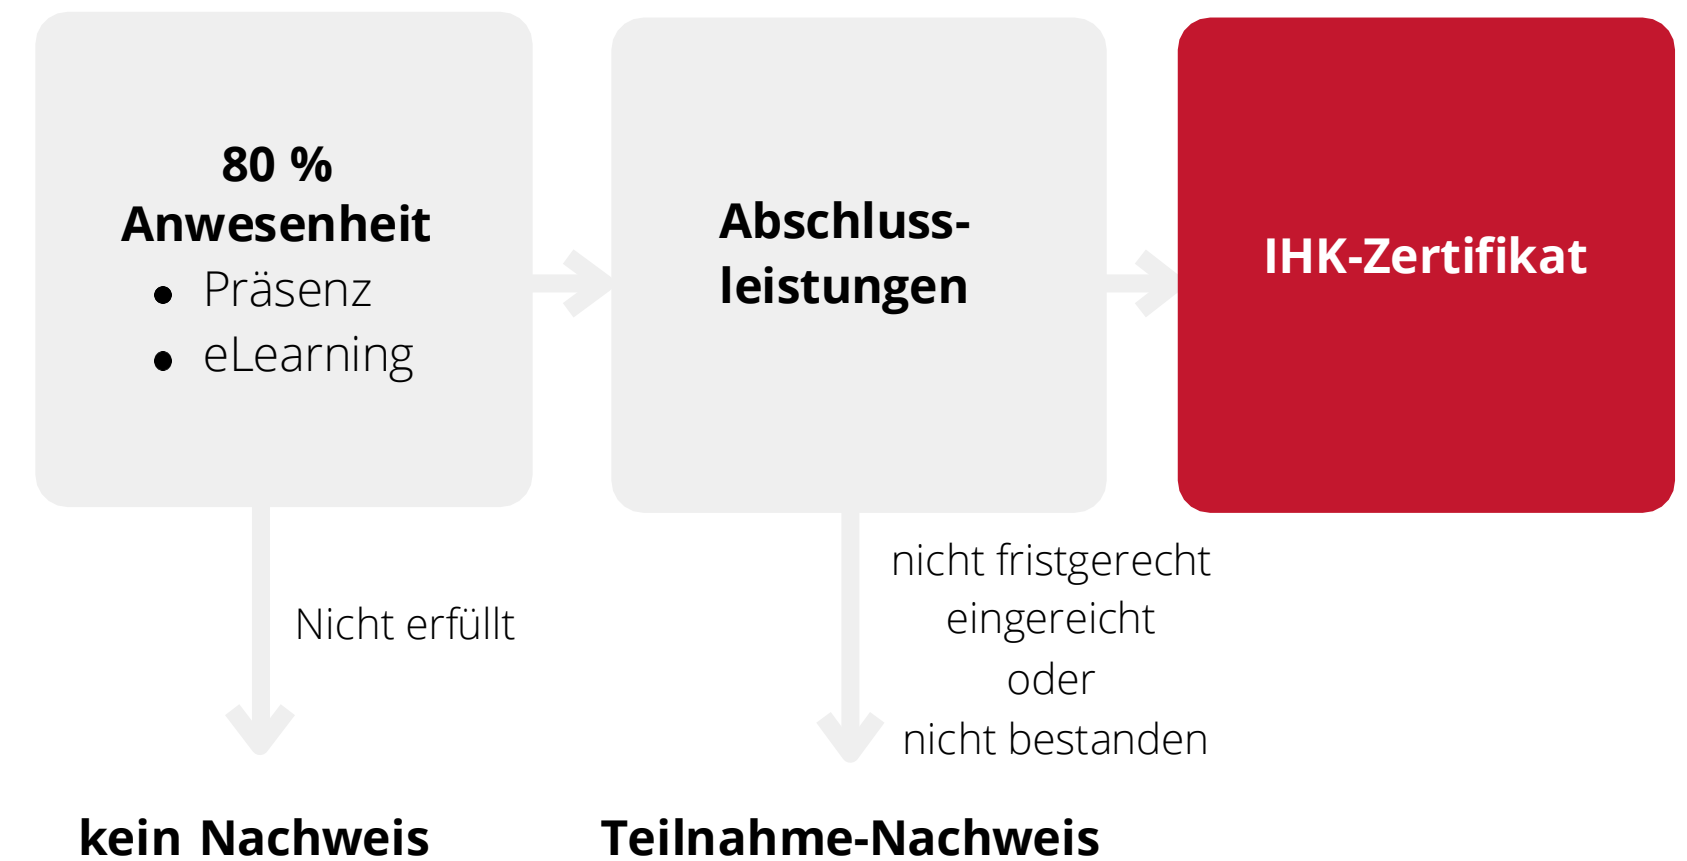 80 %
Anwesenheit
• Präsenz
• eLearning
Abschluss-
leistungen
IHK-Zertifikat
Nicht erfüllt
nicht fristgerecht
eingereicht
oder
nicht bestanden
kein Nachweis
Teilnahme-Nachweis